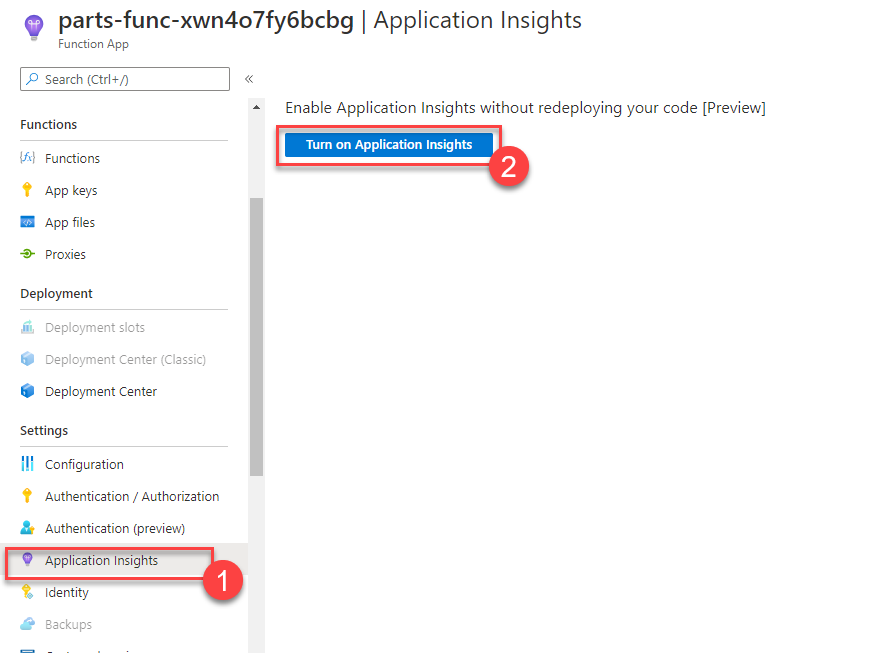 parts-func-xwn4o7fy6bcbg | Application Insights
Function App
Search (Ctrl+/)
«
Enable Application Insights without redeploying your code [Preview]
Turn on Application Insights
2
Functions
Functions
App keys
App files
Proxies
Deployment
Deployment slots
Deployment Center (Classic)
Deployment Center
Settings
Configuration
Authentication / Authorization
Authentication (preview)
Application Insights
1
Identity
Backups